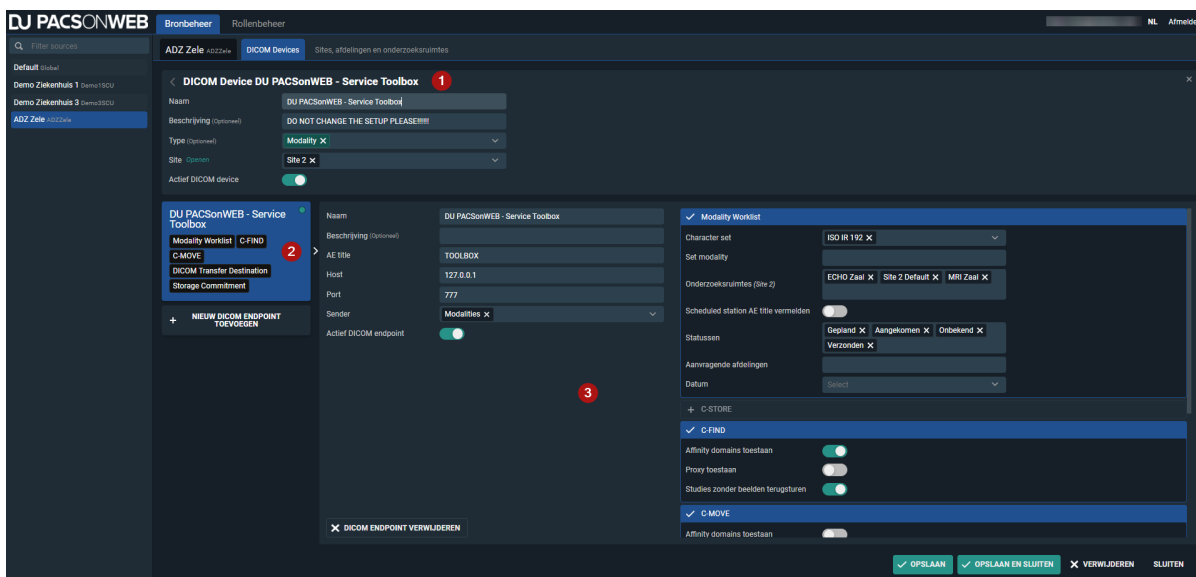 DU PACSONWEB
Bronbeheer
Rollenbeheer
NL
Afmelde
Filter sources
ADZ Zele ADZZele
DICOM Devices
Sites, afdelingen en onderzoeksruimtes
Default Global
Demo Ziekenhuis 1 Demo1SCU
Demo Ziekenhuis 3 Demo3SCU
ADZ Zele ADZZele
DICOM Device DU PACSonWEB - Service Toolbox
1
Naam
DU PACSonWEB - Service Toolbox
Beschrijving (Optioneel)
DO NOT CHANGE THE SETUP PLEASE!!!!!!
Type (Optioneel)
Modality
Site Openen
Site 2
Actief DICOM device
DU PACSonWEB - Service
Toolbox
Modality Worklist C-FIND
C-MOVE
DICOM Transfer Destination
Storage Commitment
2
+ NIEUW DICOM ENDPOINT
TOEVOEGEN
Naam
DU PACSonWEB - Service Toolbox
Beschrijving (Optioneel)
AE title
TOOLBOX
Host
127.0.0.1
Port
777
Sender
Modalities
Actief DICOM endpoint
3
DICOM ENDPOINT VERWIJDEREN
Modality Worklist
Character set
ISO IR 192
Set modality
Onderzoeksruimtes (Site 2)
ECHO Zaal Site 2 Default MRI Zaal
Scheduled station AE title vermelden
Statussen
Gepland Aangekomen Onbekend
Verzonden
Aanvragende afdelingen
Datum
Select
+ C-STORE
C-FIND
Affinity domains toestaan
Proxy toestaan
Studies zonder beelden terugsturen
C-MOVE
Affinity domains toestaan
OPSLAAN
OPSLAAN EN SLUITEN
VERWIJDEREN
SLUITEN